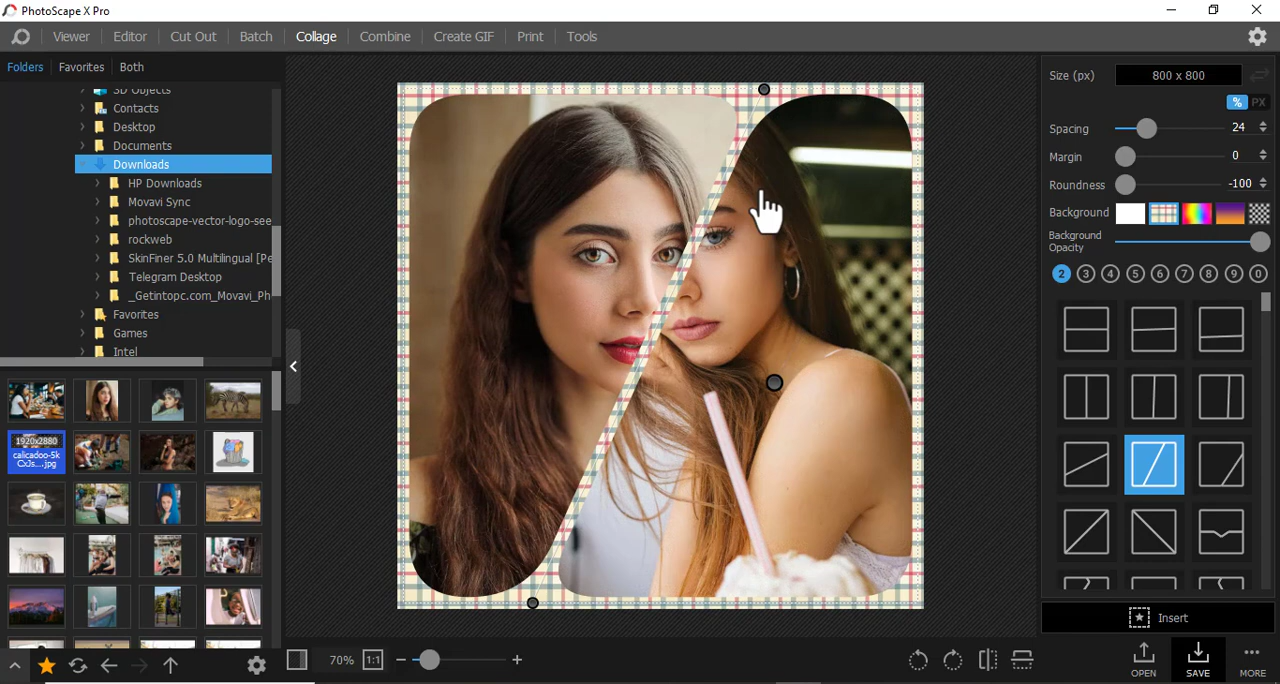 PhotoScape X Pro
Viewer Editor Cut Out Batch Collage Combine Create GIF Print Tools
Folders Favorites Both
3D Objects
Contacts
Desktop
Documents
Downloads
HP Downloads
Movavi Sync
photoscape-vector-logo-see
rockweb
SkinFiner 5.0 Multilingual [Pe
Telegram Desktop
_Getintopc.com_Movavi_Ph
Favorites
Games
Intel
1920x2880
calicadoo-5k
...jpg
70% 1:1
Size (px) 800 x 800
% PX
Spacing 24
Margin 0
Roundness -100
Background
Background
Opacity
2 3 4 5 6 7 8 9 0
Insert
OPEN SAVE MORE